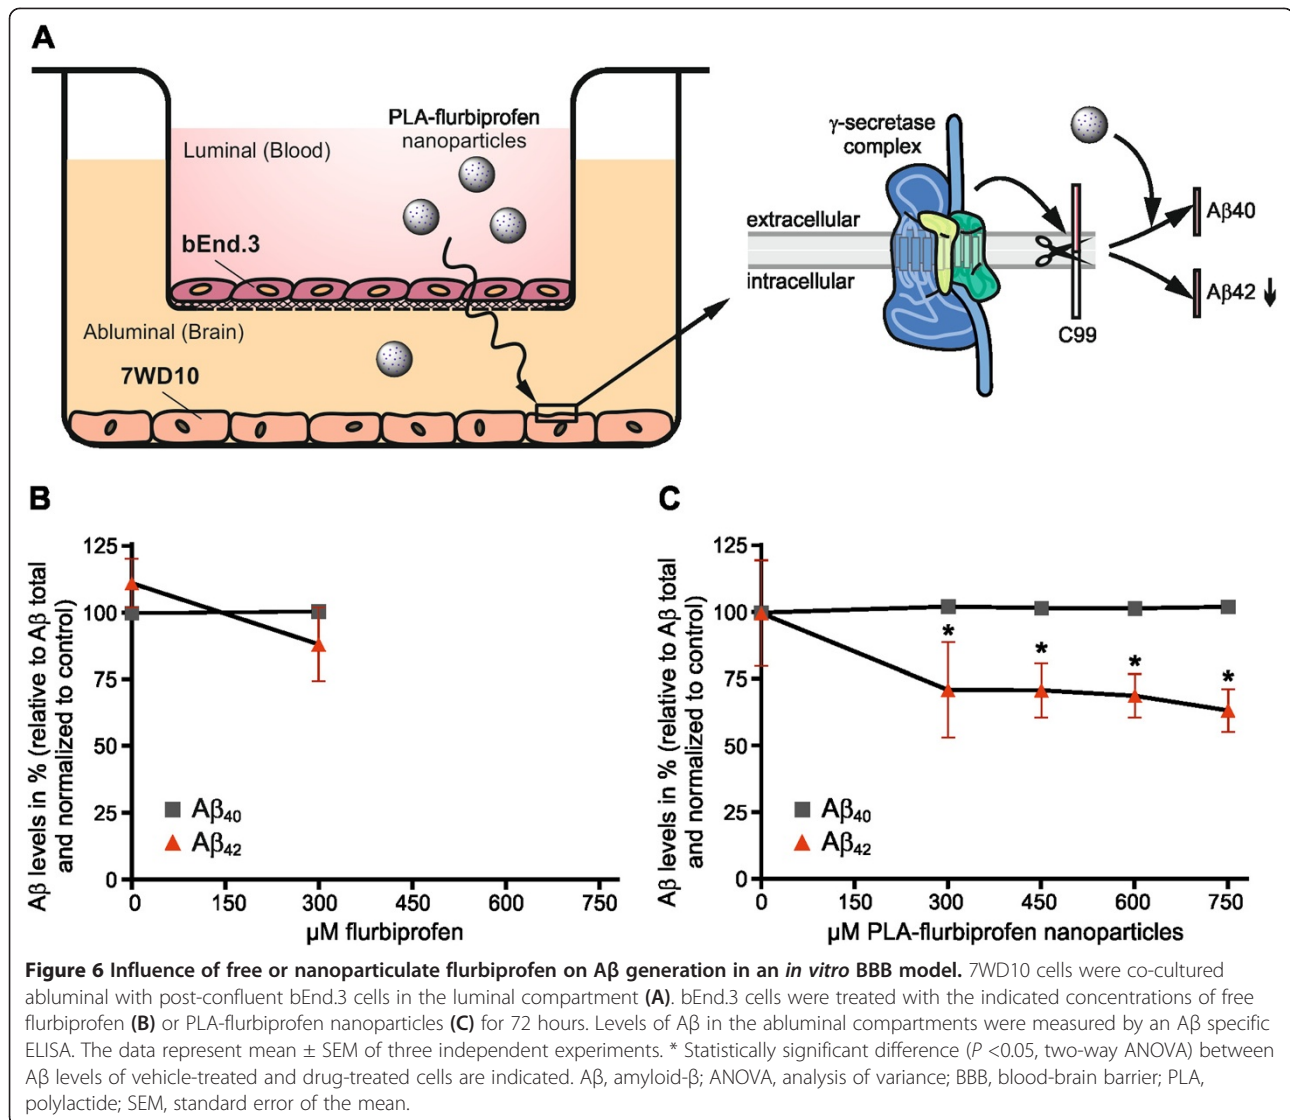 A
PLA-flurbiprofen
nanoparticles
Luminal (Blood)
bEnd.3
Abluminal (Brain)
7WD10
γ-secretase
complex
extracellular
intracellular
C99
Aβ40
Aβ42
B
Aβ levels in % (relative to Aβ total
and normalized to control)
125
100
75
50
25
0
Aβ₄₀
Aβ₄₂
0 150 300 450 600 750
µM flurbiprofen
C
Aβ levels in % (relative to Aβ total
and normalized to control)
125
100
75
50
25
0
* * * *
Aβ₄₀
Aβ₄₂
0 150 300 450 600 750
µM PLA-flurbiprofen nanoparticles
Figure 6 Influence of free or nanoparticulate flurbiprofen on Aβ generation in an in vitro BBB model. 7WD10 cells were co-cultured
abluminal with post-confluent bEnd.3 cells in the luminal compartment (A). bEnd.3 cells were treated with the indicated concentrations of free
flurbiprofen (B) or PLA-flurbiprofen nanoparticles (C) for 72 hours. Levels of Aβ in the abluminal compartments were measured by an Aβ specific
ELISA. The data represent mean ± SEM of three independent experiments. * Statistically significant difference (P <0.05, two-way ANOVA) between
Aβ levels of vehicle-treated and drug-treated cells are indicated. Aβ, amyloid-β; ANOVA, analysis of variance; BBB, blood-brain barrier; PLA,
polylactide; SEM, standard error of the mean.